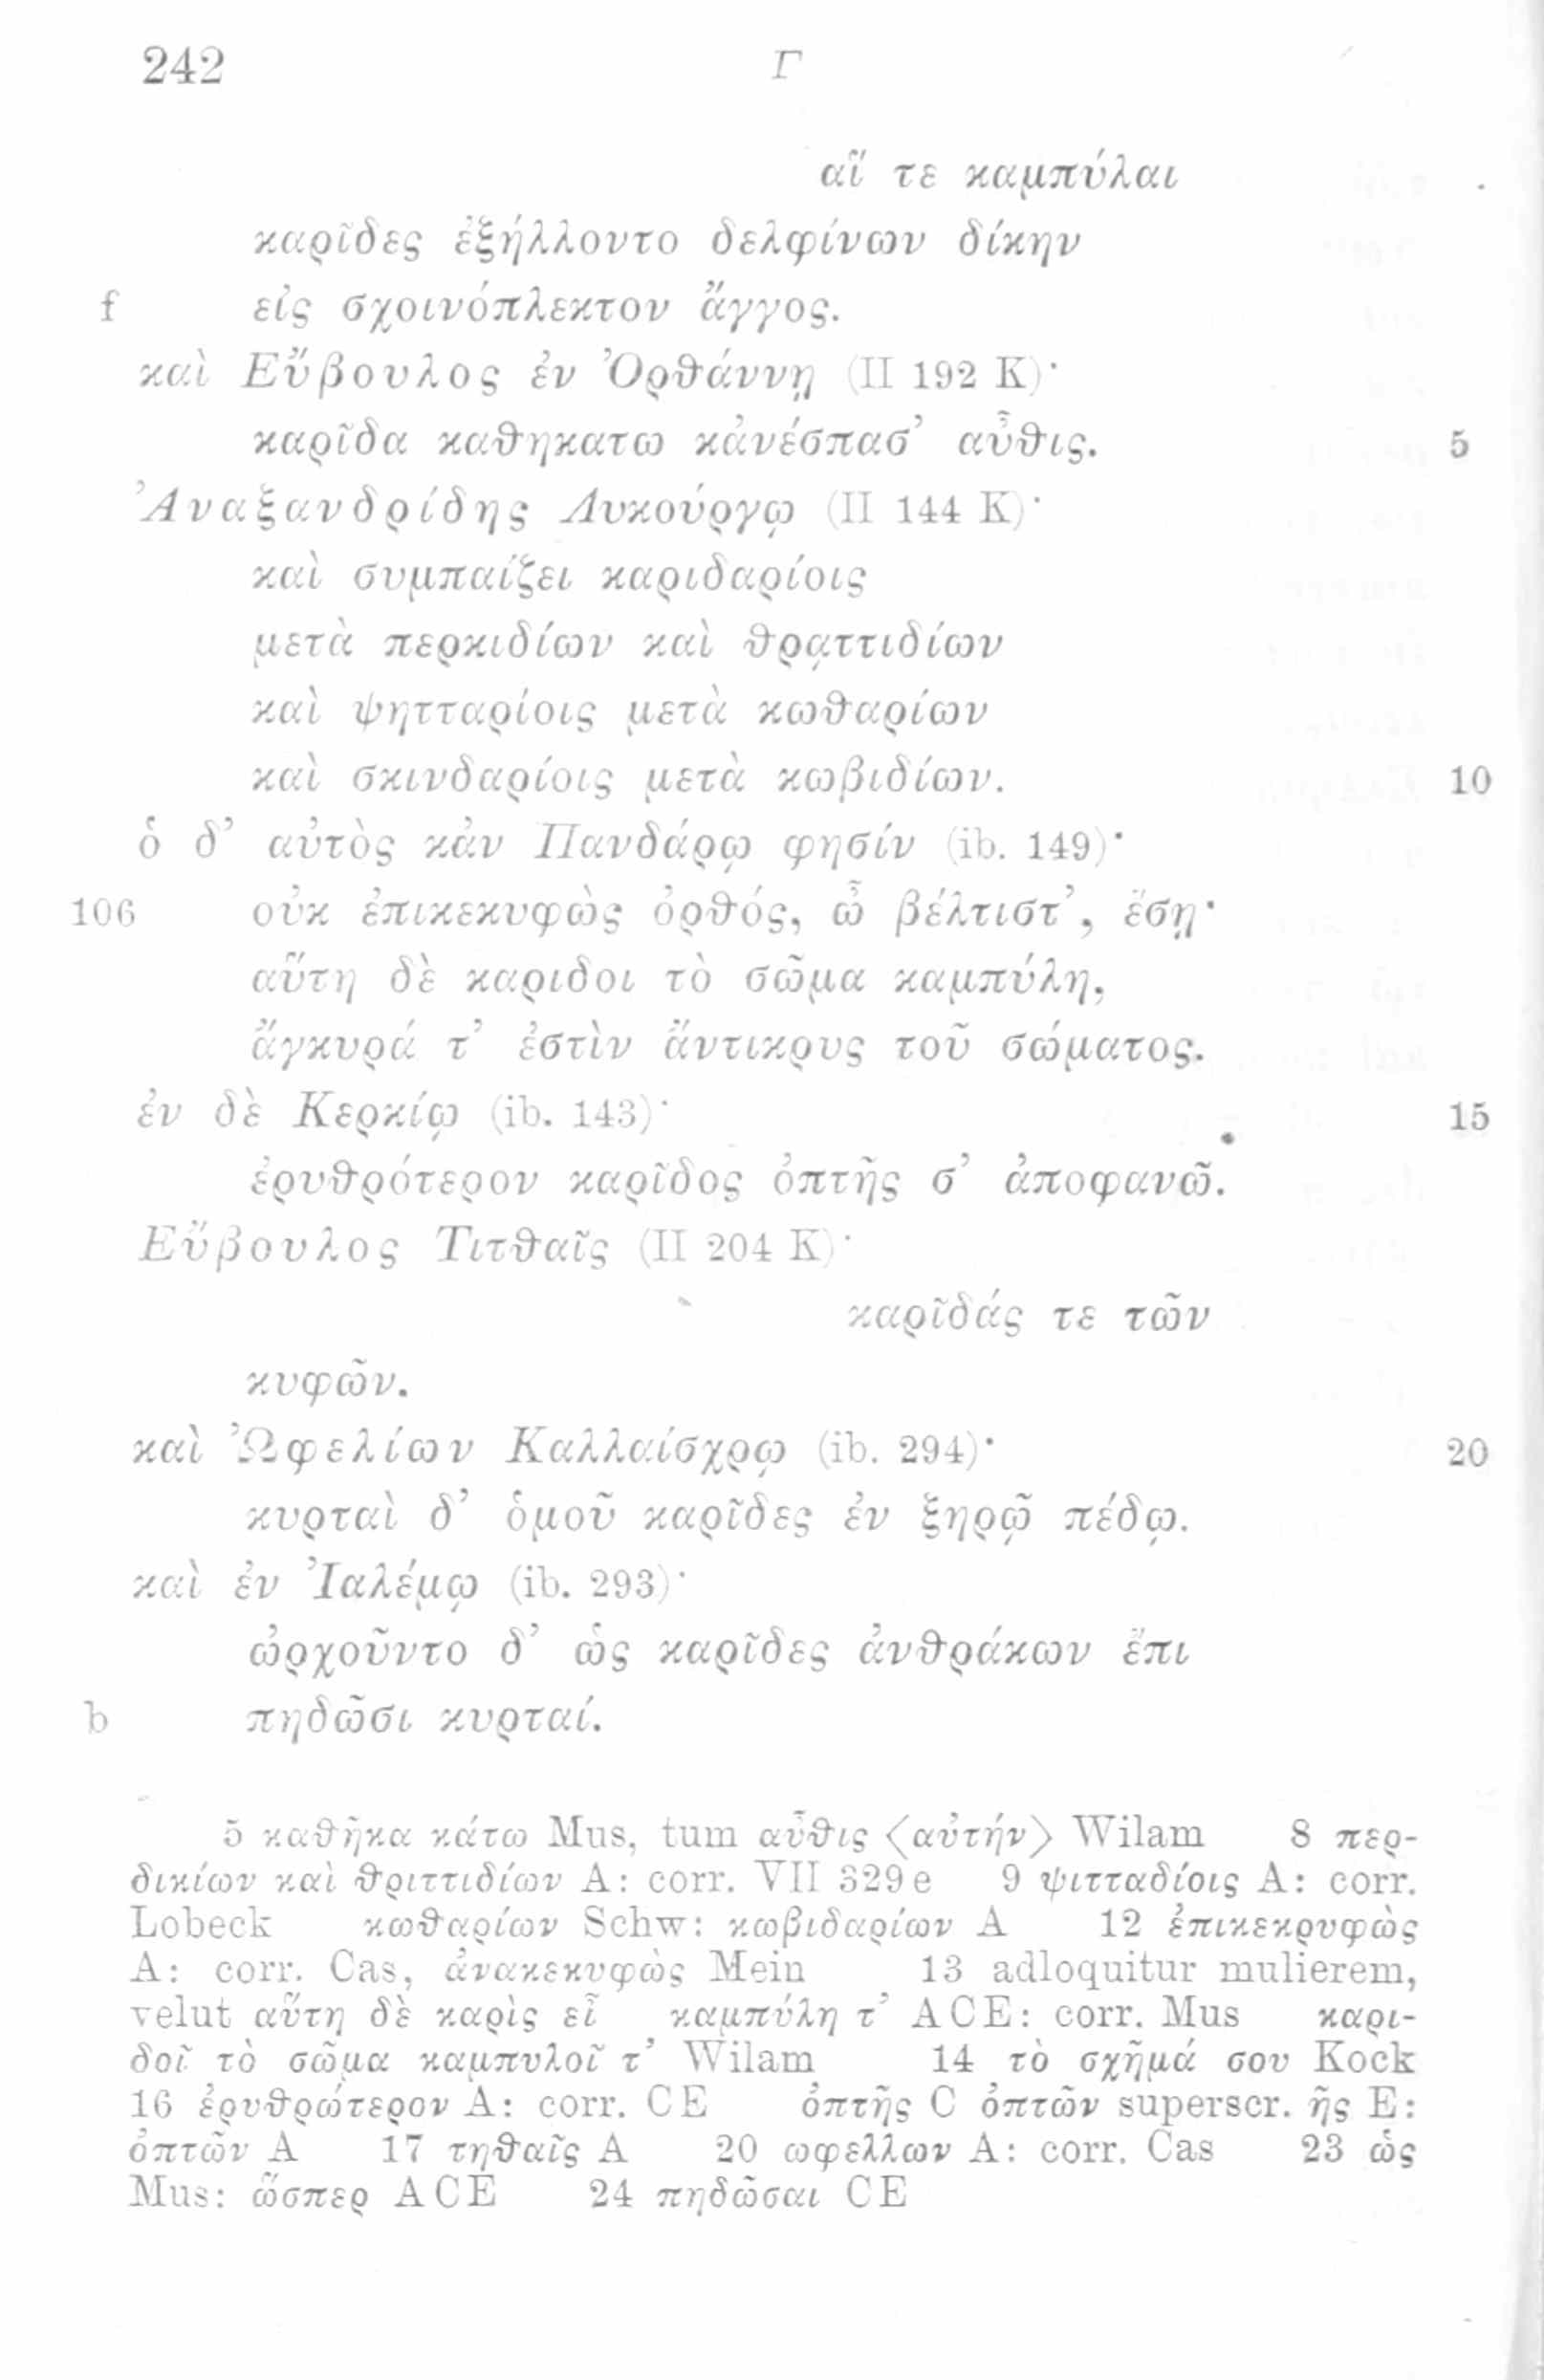 242 Γ
αἵ τε καμπύλαι
καρῖδες ἐξήλλοντο δελφίνων δίκην
f εἰς σχοινόπλεκτον ἄγγος.
καὶ Εὔβουλος ἐν Ὀρθάννῃ (II 192 K)·
καρῖδα καθηκατω κἀνέσπασ’ αὖθις. 5
Ἀναξανδρίδης Λυκούργῳ (II 144 K)·
καὶ συμπαίζει καριδαρίοις
μετὰ περκιδίων καὶ θρᾳττιδίων
καὶ ψητταρίοις μετὰ κωθαρίων
καὶ σκινδαρίοις μετὰ κωβιδίων. 10
ὁ δ’ αὐτὸς κἀν Πανδάρῳ φησίν (ib. 149)·
106 οὐκ ἐπικεκυφὼς ὀρθός, ὦ βέλτιστ’, ἔσῃ·
αὕτη δὲ καριδοι τὸ σῶμα καμπύλη,
ἄγκυρά τ’ ἐστὶν ἄντικρυς τοῦ σώματος.
ἐν δὲ Κερκίῳ (ib. 143)· 15
ἐρυθρότερον καρῖδος ὀπτῆς σ’ ἀποφανῶ.
Εὔβουλος Τιτθαῖς (II 204 K)·
καρῖδάς τε τῶν
κυφῶν.
καὶ Ὠφελίων Καλλαίσχρῳ (ib. 294)· 20
κυρταὶ δ’ ὁμοῦ καρῖδες ἐν ξηρῷ πέδῳ.
καὶ ἐν Ἰαλέμῳ (ib. 293)·
ὠρχοῦντο δ’ ὡς καρῖδες ἀνθράκων ἔπι
b πηδῶσι κυρταί.
5 καθῆκα κάτω Mus, tum αὖθις <αὐτήν> Wilam 8 περ-
δικίων καὶ θριττιδίων A: corr. VII 329e 9 ψιτταδίοις A: corr.
Lobeck κωθαρίων Schw: κωβιδαρίων A 12 ἐπικεκρυφὼς
A: corr. Cas, ἀνακεκυφὼς Mein 13 adloquitur mulierem,
velut αὕτη δὲ καρὶς εἶ καμπύλη τ’ ACE: corr. Mus καρι-
δοῖ τὸ σῶμα καμπυλοῖ τ’ Wilam 14 τὸ σχῆμά σου Kock
16 ἐρυθρώτερον A: corr. CE ὀπτῆς C ὀπτῶν superscr. ῆς E:
ὀπτῶν A 17 τηθαῖς A 20 ωφελλων A: corr. Cas 23 ὡς
Mus: ὥσπερ ACE 24 πηδῶσαι CE